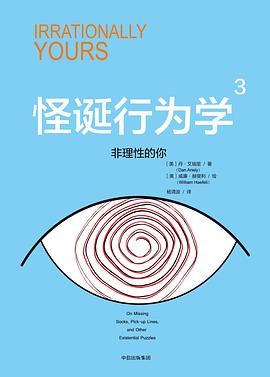 IRRATIONALLY
YOURS
怪诞行为学3
非理性的你
[美] 丹·艾瑞里 / 著
(Dan Ariely)
[美] 威廉·赫菲利 / 绘
(William Haefeli)
杨清波 / 译
On Missing
Socks, Pick-up Lines,
and Other
Existential Puzzles
中信出版集团